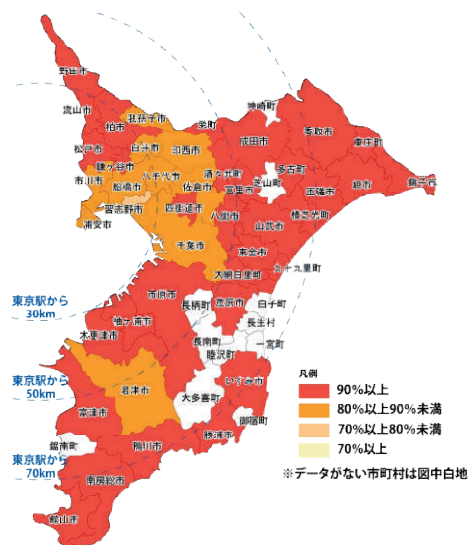 野田市
流山市
柏市
我孫子市
栄町
神崎町
松戸市
白井市
印西市
成田市
香取市
東庄町
鎌ケ谷市
市川市
船橋市
八千代市
酒々井町
佐倉市
富里市
芝山町
多古町
匝瑳市
旭市
銚子市
習志野市
四街道市
浦安市
八街市
山武市
横芝光町
千葉市
東金市
大網白里町
九十九里町
東京駅から
30km
市原市
長柄町
茂原市
白子町
袖ケ浦市
長生村
木更津市
長南町
一宮町
睦沢町
東京駅から
50km
君津市
大多喜町
いすみ市
富津市
御宿町
勝浦市
鋸南町
鴨川市
東京駅から
70km
南房総市
館山市
凡例
90%以上
80%以上90%未満
70%以上80%未満
70%以上
※データがない市町村は図中白地